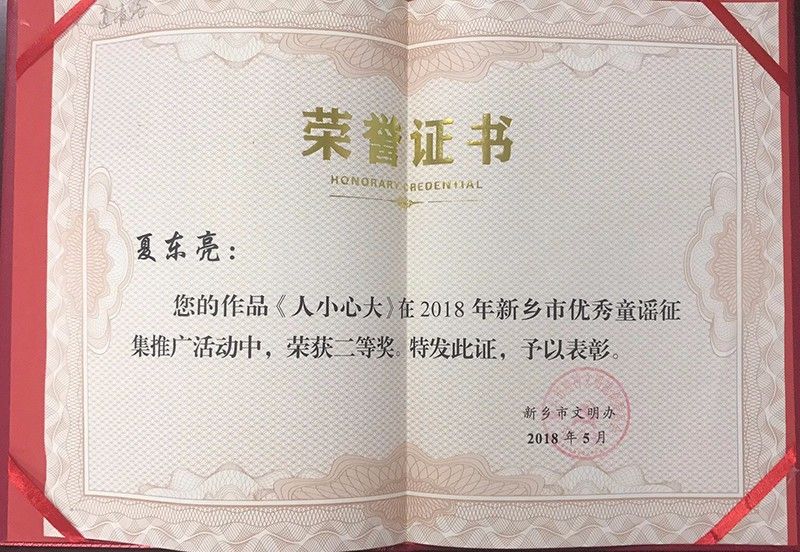 荣誉证书
HONORARY CREDENTIAL
夏东亮：
您的作品《人小心大》在2018年新乡市优秀童谣征
集推广活动中，荣获二等奖。特发此证，予以表彰。
新乡市文明办
2018年5月